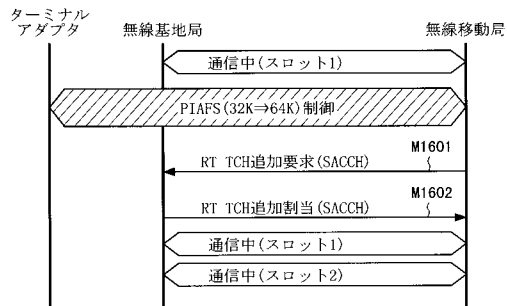 ターミナル
アダプタ
無線基地局
無線移動局
通信中(スロット1)
PIAFS(32K⇒64K)制御
M1601
RT TCH追加要求(SACCH)
M1602
RT TCH追加割当(SACCH)
通信中(スロット1)
通信中(スロット2)